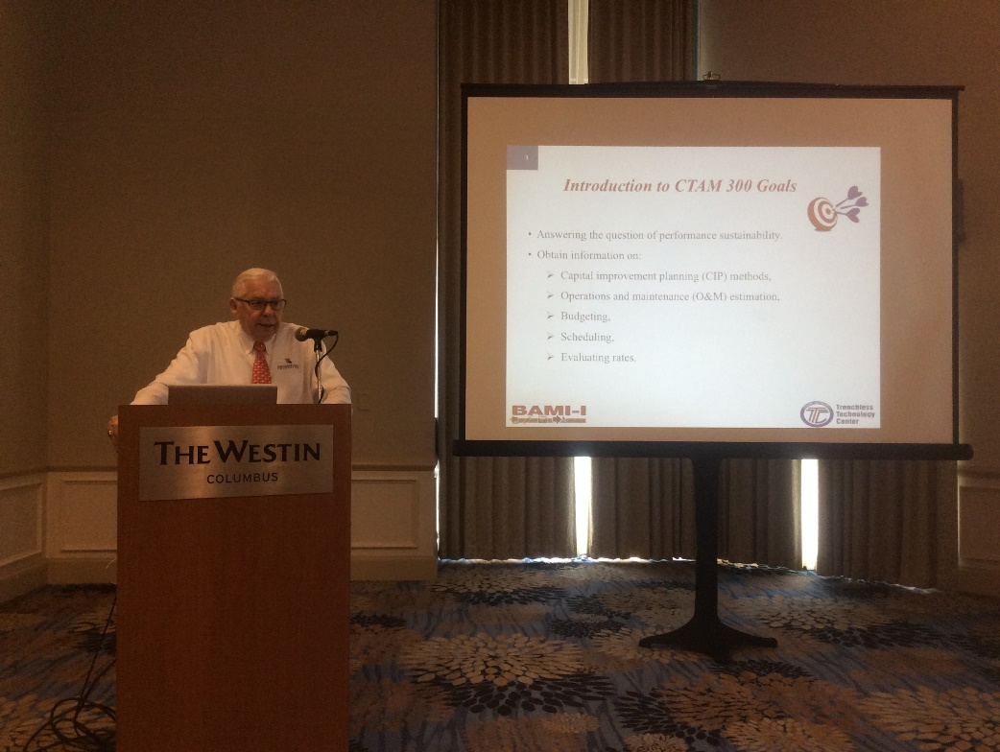 Introduction to CTAM 300 Goals
• Answering the question of performance sustainability.
• Obtain information on:
➢ Capital improvement planning (CIP) methods,
➢ Operations and maintenance (O&M) estimation,
➢ Budgeting,
➢ Scheduling,
➢ Evaluating rates.
BAMI-I
TTC
Trenchless
Technology
Center
THE WESTIN
COLUMBUS